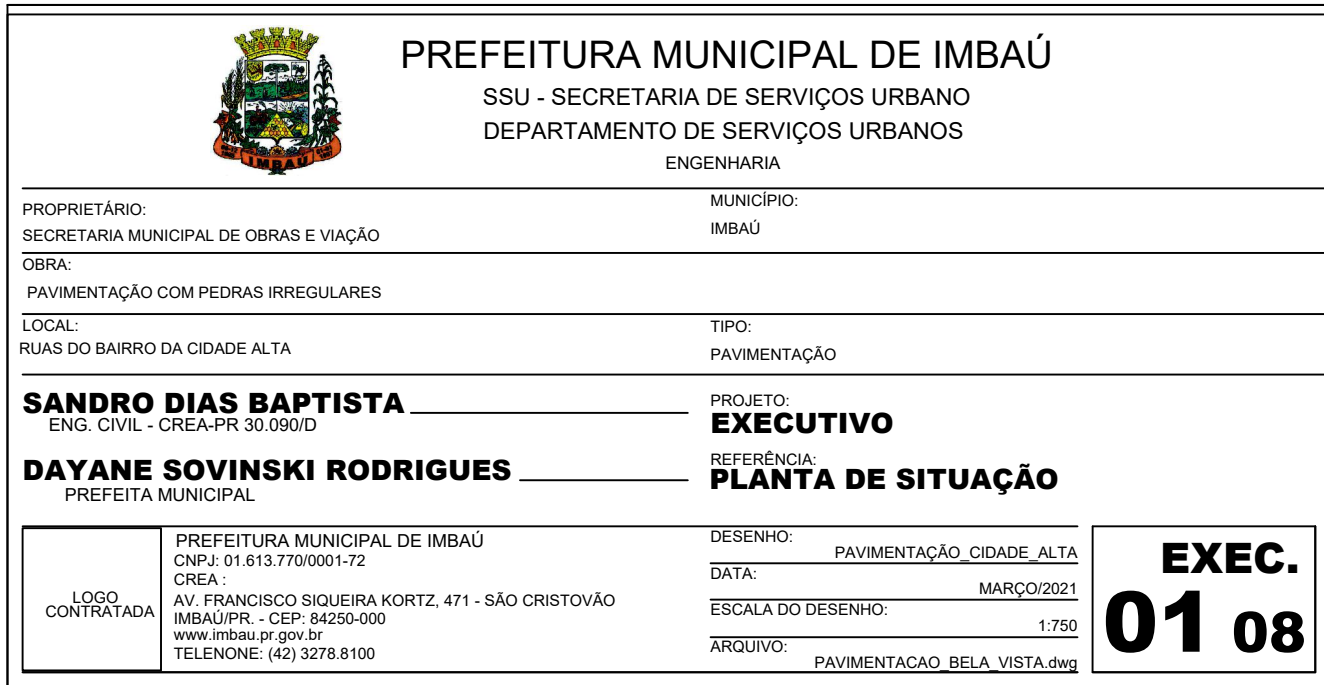 PREFEITURA MUNICIPAL DE IMBAÚ
SSU - SECRETARIA DE SERVIÇOS URBANO
DEPARTAMENTO DE SERVIÇOS URBANOS
ENGENHARIA
IMBAÚ
PROPRIETÁRIO:
SECRETARIA MUNICIPAL DE OBRAS E VIAÇÃO
MUNICÍPIO:
IMBAÚ
OBRA:
PAVIMENTAÇÃO COM PEDRAS IRREGULARES
LOCAL:
RUAS DO BAIRRO DA CIDADE ALTA
TIPO:
PAVIMENTAÇÃO
SANDRO DIAS BAPTISTA
ENG. CIVIL - CREA-PR 30.090/D
DAYANE SOVINSKI RODRIGUES
PREFEITA MUNICIPAL
PROJETO:
EXECUTIVO
REFERÊNCIA:
PLANTA DE SITUAÇÃO
LOGO
CONTRATADA
PREFEITURA MUNICIPAL DE IMBAÚ
CNPJ: 01.613.770/0001-72
CREA :
AV. FRANCISCO SIQUEIRA KORTZ, 471 - SÃO CRISTOVÃO
IMBAÚ/PR. - CEP: 84250-000
www.imbau.pr.gov.br
TELENONE: (42) 3278.8100
DESENHO:
PAVIMENTAÇÃO_CIDADE_ALTA
DATA:
MARÇO/2021
ESCALA DO DESENHO:
1:750
ARQUIVO:
PAVIMENTACAO_BELA_VISTA.dwg
EXEC.
01 08